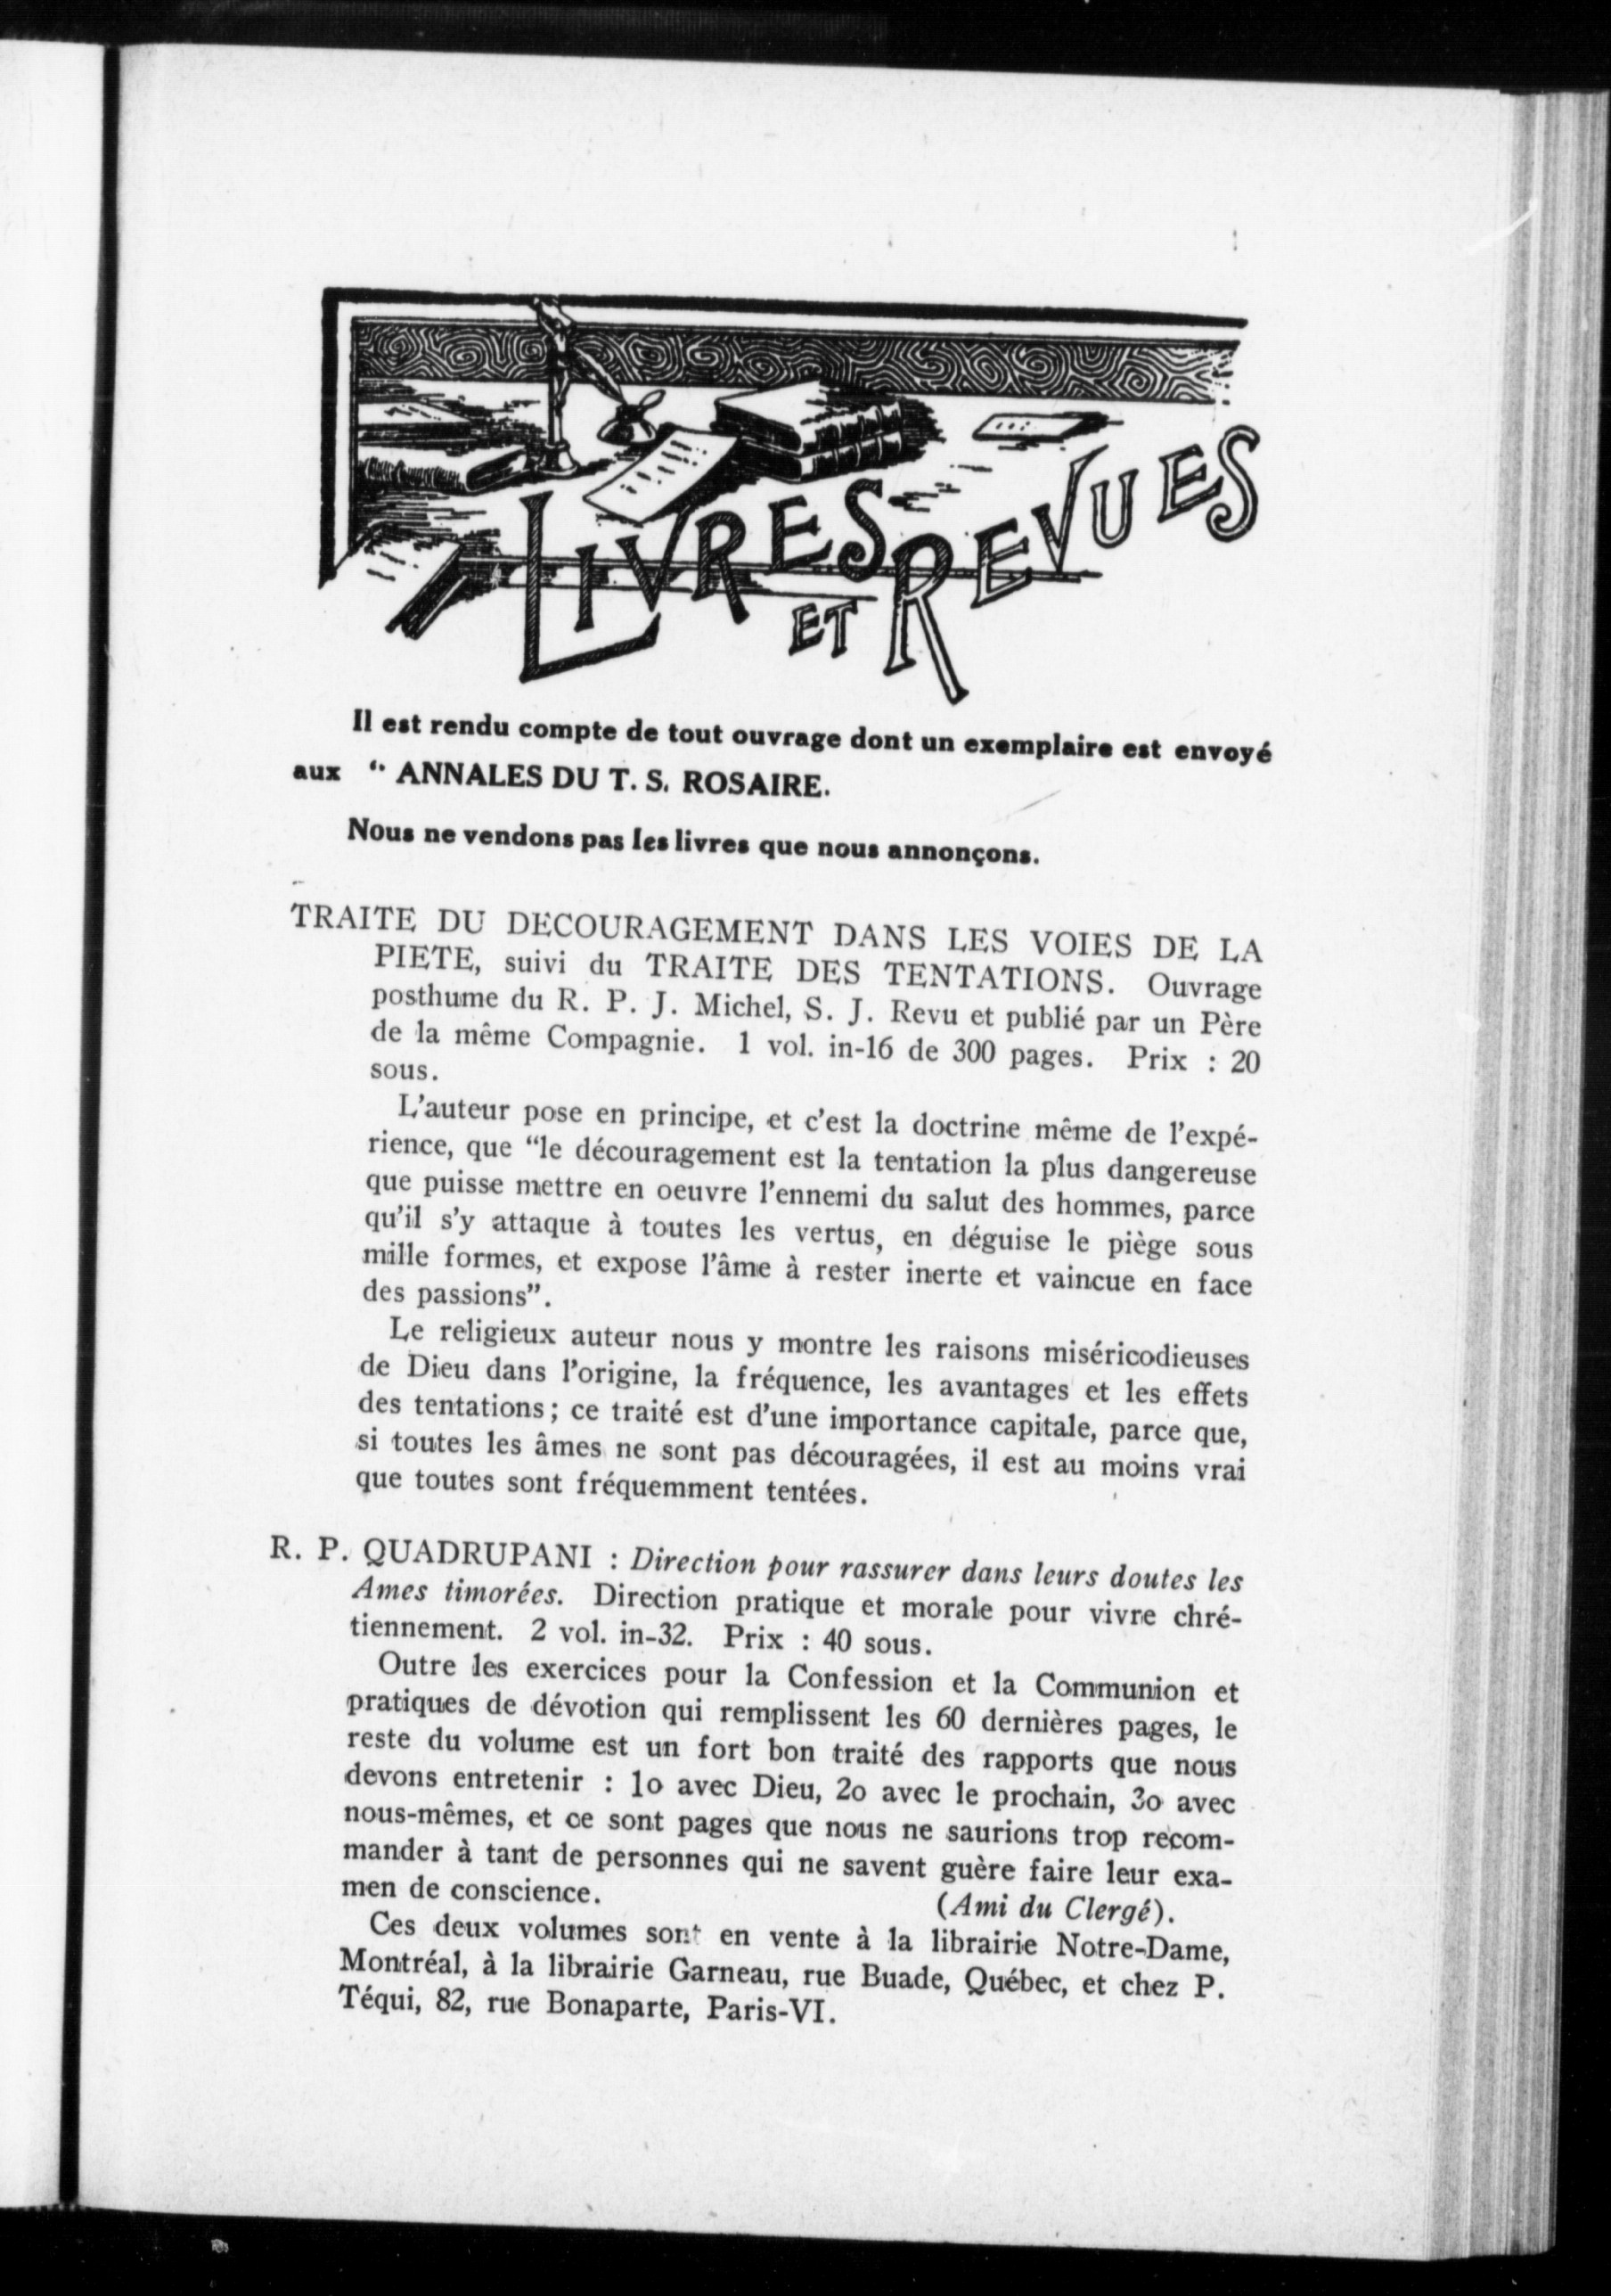 LIVRES
ET REVUES
Il est rendu compte de tout ouvrage dont un exemplaire est envoyé
aux “ ANNALES DU T. S. ROSAIRE.
Nous ne vendons pas les livres que nous annonçons.
TRAITE DU DECOURAGEMENT DANS LES VOIES DE LA
PIETE, suivi du TRAITE DES TENTATIONS. Ouvrage
posthume du R. P. J. Michel, S. J. Revu et publié par un Père
de la même Compagnie. 1 vol. in-16 de 300 pages. Prix : 20
sous.
L'auteur pose en principe, et c'est la doctrine même de l'expé-
rience, que “le découragement est la tentation la plus dangereuse
que puisse mettre en oeuvre l'ennemi du salut des hommes, parce
qu'il s'y attaque à toutes les vertus, en déguise le piège sous
mille formes, et expose l'âme à rester inerte et vaincue en face
des passions”.
Le religieux auteur nous y montre les raisons miséricodieuses
de Dieu dans l'origine, la fréquence, les avantages et les effets
des tentations; ce traité est d'une importance capitale, parce que,
si toutes les âmes ne sont pas découragées, il est au moins vrai
que toutes sont fréquemment tentées.
R. P. QUADRUPANI : Direction pour rassurer dans leurs doutes les
Ames timorées. Direction pratique et morale pour vivre chré-
tiennement. 2 vol. in-32. Prix : 40 sous.
Outre les exercices pour la Confession et la Communion et
pratiques de dévotion qui remplissent les 60 dernières pages, le
reste du volume est un fort bon traité des rapports que nous
devons entretenir : 1o avec Dieu, 2o avec le prochain, 3o avec
nous-mêmes, et ce sont pages que nous ne saurions trop recom-
mander à tant de personnes qui ne savent guère faire leur exa-
men de conscience. (Ami du Clergé).
Ces deux volumes sont en vente à la librairie Notre-Dame,
Montréal, à la librairie Garneau, rue Buade, Québec, et chez P.
Téqui, 82, rue Bonaparte, Paris-VI.